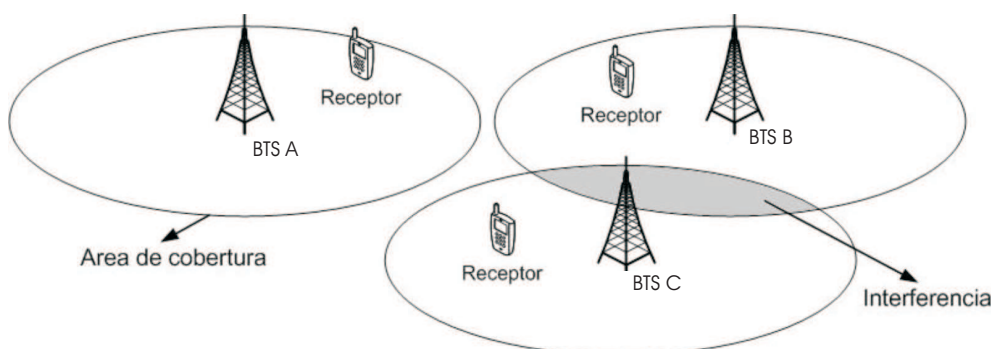 Receptor
BTS A
Receptor
BTS B
Area de cobertura
Receptor
BTS C
Interferencia